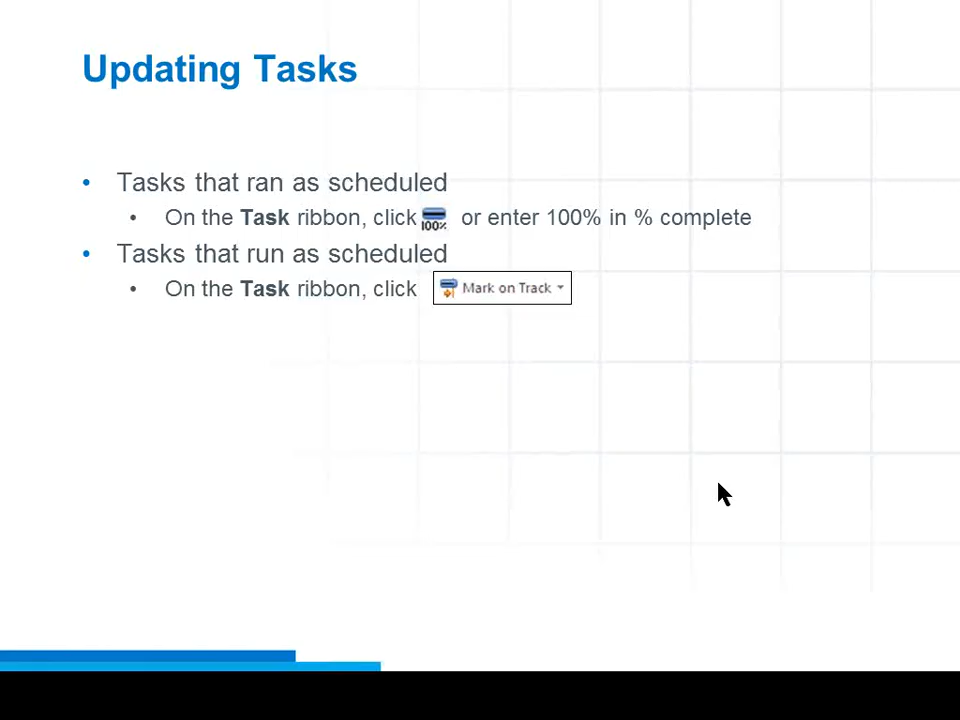 Updating Tasks
• Tasks that ran as scheduled
• On the Task ribbon, click 100% or enter 100% in % complete
• Tasks that run as scheduled
• On the Task ribbon, click Mark on Track